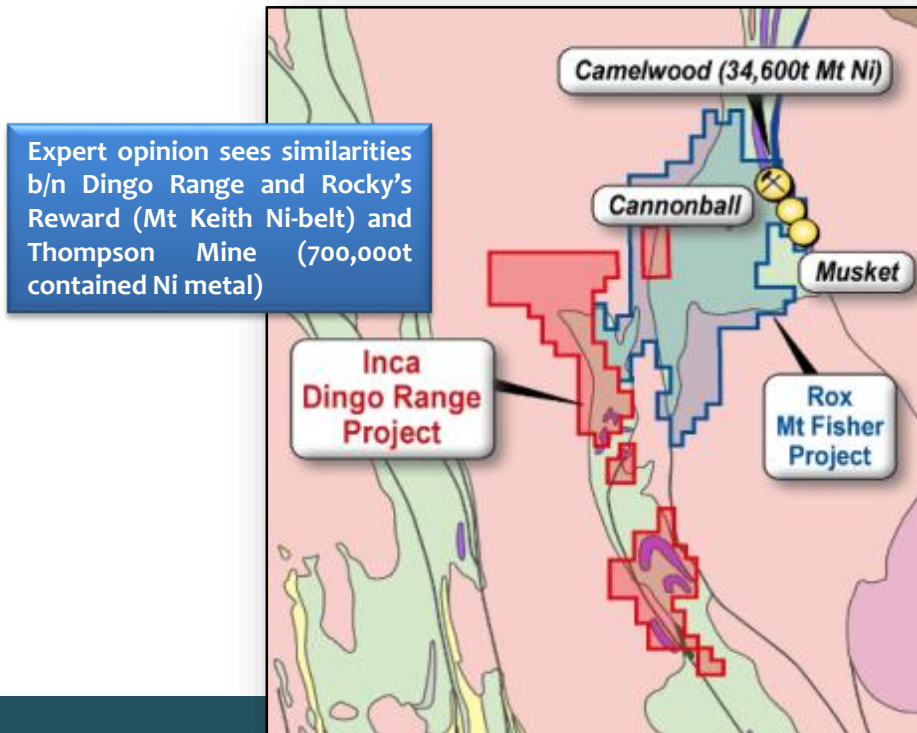 Camelwood (34,600t Mt Ni)
Expert opinion sees similarities
b/n Dingo Range and Rocky's
Reward (Mt Keith Ni-belt) and
Thompson Mine (700,000t
contained Ni metal)
Cannonball
Musket
Inca
Dingo Range
Project
Rox
Mt Fisher
Project